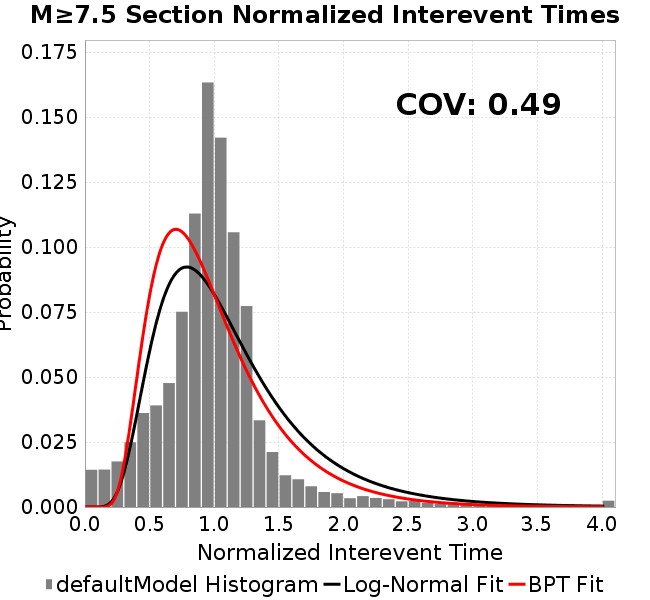 M≥7.5 Section Normalized Interevent Times
COV: 0.49
0.175
0.150
0.125
0.100
0.075
0.050
0.025
0.000
Probability
0.0 0.5 1.0 1.5 2.0 2.5 3.0 3.5 4.0
Normalized Interevent Time
defaultModel Histogram Log-Normal Fit BPT Fit